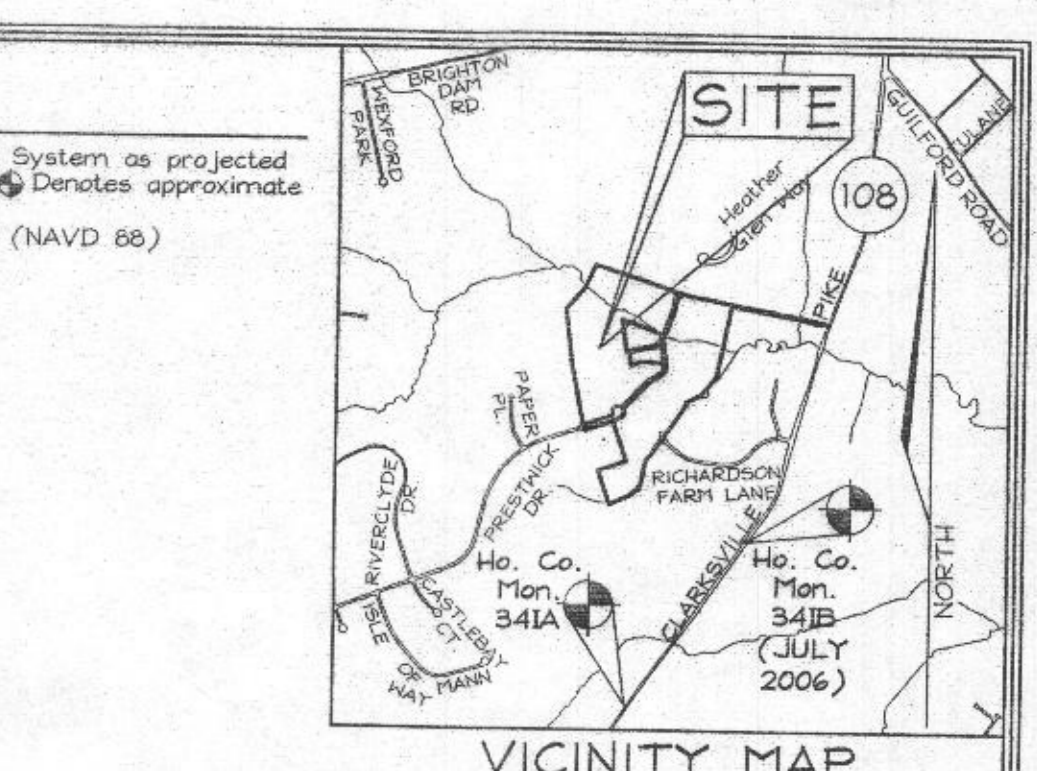 System as projected
Denotes approximate
(NAVD 88)
BRIGHTON
DAM
RD
WEXFORD
PARK
SITE
Heather
Glen Way
GUILFORD ROAD
TULANE
108
PIKE
PAPER
PL.
PRESTWICK
DR.
RICHARDSON
FARM LANE
RIVERCLYDE
DR.
CASTLEBAY
CT.
ISLE
OF
MANN
WAY
Ho. Co.
Mon.
34IA
CLARKSVILLE
Ho. Co.
Mon.
34IB
(JULY
2006)
NORTH
VICINITY MAP